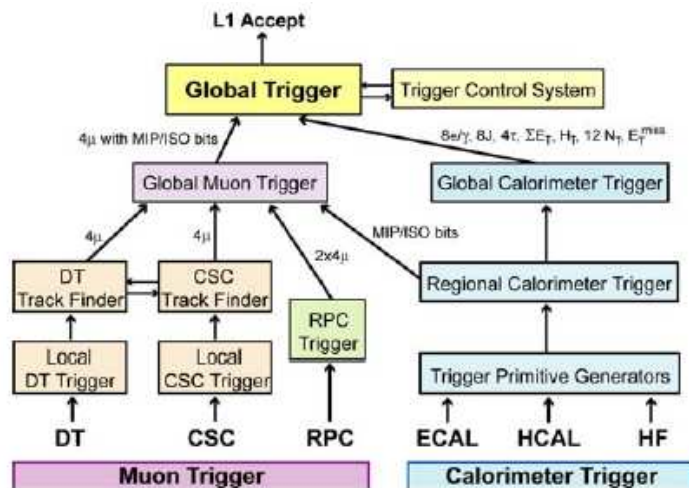 L1 Accept
Global Trigger
Trigger Control System
4μ with MIP/ISO bits
8e/γ, 8J, 4τ, ΣE_T, H_T, 12 N_T, E_T^miss
Global Muon Trigger
Global Calorimeter Trigger
4μ
4μ
2x4μ
MIP/ISO bits
DT
Track Finder
CSC
Track Finder
Regional Calorimeter Trigger
RPC
Trigger
Local
DT Trigger
Local
CSC Trigger
Trigger Primitive Generators
DT
CSC
RPC
ECAL
HCAL
HF
Muon Trigger
Calorimeter Trigger